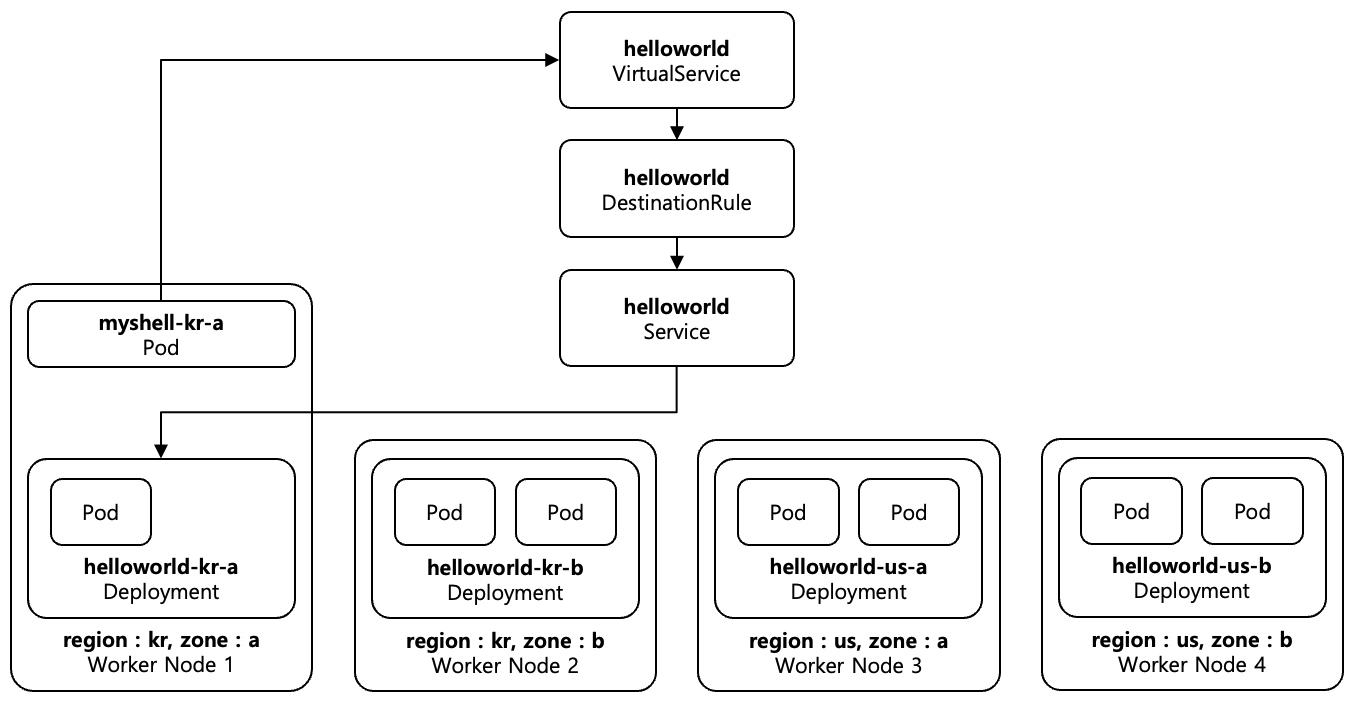 helloworld
VirtualService
helloworld
DestinationRule
helloworld
Service
myshell-kr-a
Pod
Pod
helloworld-kr-a
Deployment
region : kr, zone : a
Worker Node 1
Pod
Pod
helloworld-kr-b
Deployment
region : kr, zone : b
Worker Node 2
Pod
Pod
helloworld-us-a
Deployment
region : us, zone : a
Worker Node 3
Pod
Pod
helloworld-us-b
Deployment
region : us, zone : b
Worker Node 4